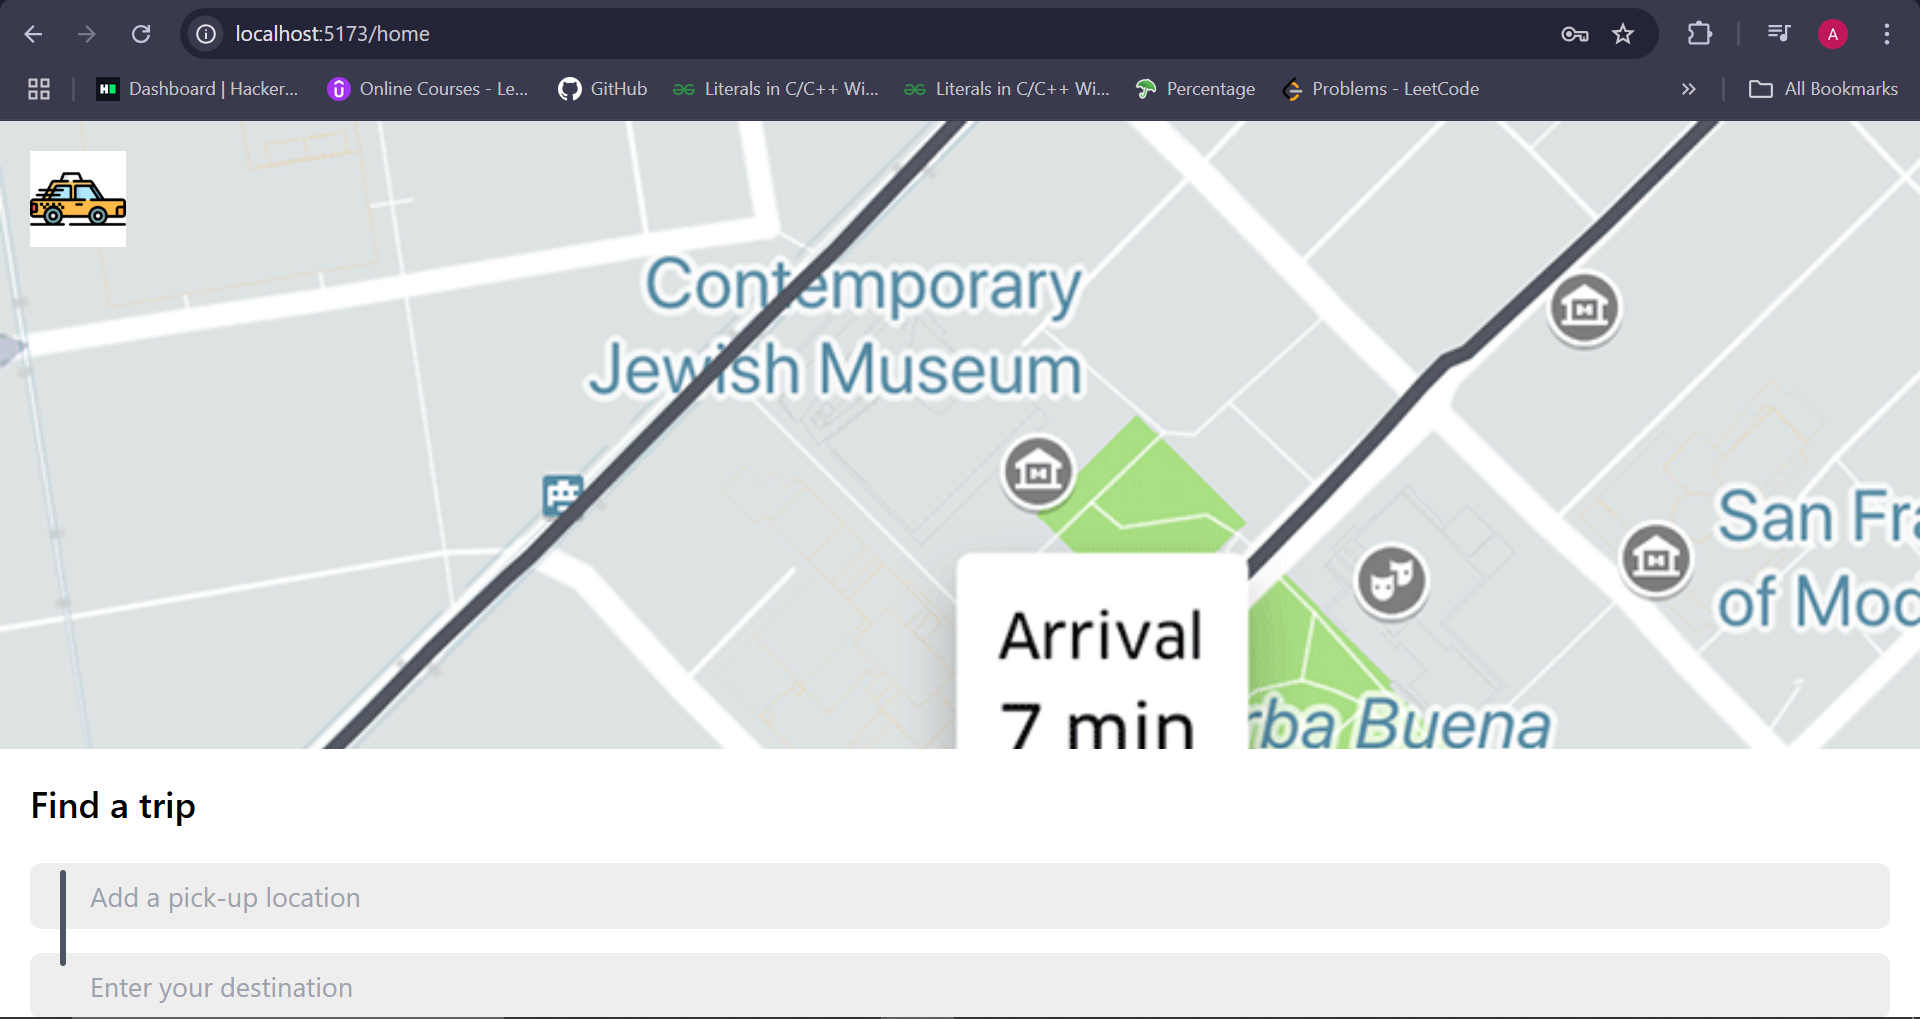 localhost:5173/home
Dashboard | Hacker... Online Courses - Le... GitHub Literals in C/C++ Wi... Literals in C/C++ Wi... Percentage Problems - LeetCode All Bookmarks
A
Contemporary
Jewish Museum
San Fra
of Mod
Arrival
7 min
rba Buena
Find a trip
Add a pick-up location
Enter your destination